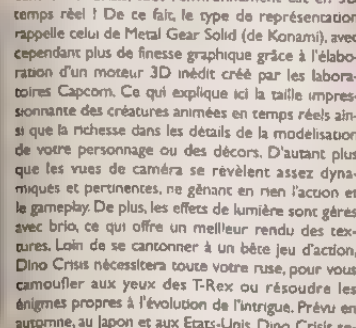 temps réel ! De ce fait, le type de représentation
rappelle celui de Metal Gear Solid (de Konami), avec
cependant plus de finesse graphique grâce à l'élabo-
ration d'un moteur 3D inédit créé par les labora-
toires Capcom. Ce qui explique ici la taille impres-
sionnante des créatures animées en temps réels ain-
si que la richesse dans les détails de la modélisation
de votre personnage ou des décors. D'autant plus
que les vues de caméra se révèlent assez dyna-
miques et pertinentes, ne gênant en rien l'action et
le gameplay. De plus, les effets de lumière sont gérés
avec brio, ce qui offre un meilleur rendu des tex-
tures. Loin de se cantonner à un bête jeu d'action,
Dino Crisis nécessitera toute votre ruse, pour vous
camoufler aux yeux des T-Rex ou résoudre les
énigmes propres à l'évolution de l'intrigue. Prévu en
automne, au Japon et aux Etats-Unis, Dino Crisis